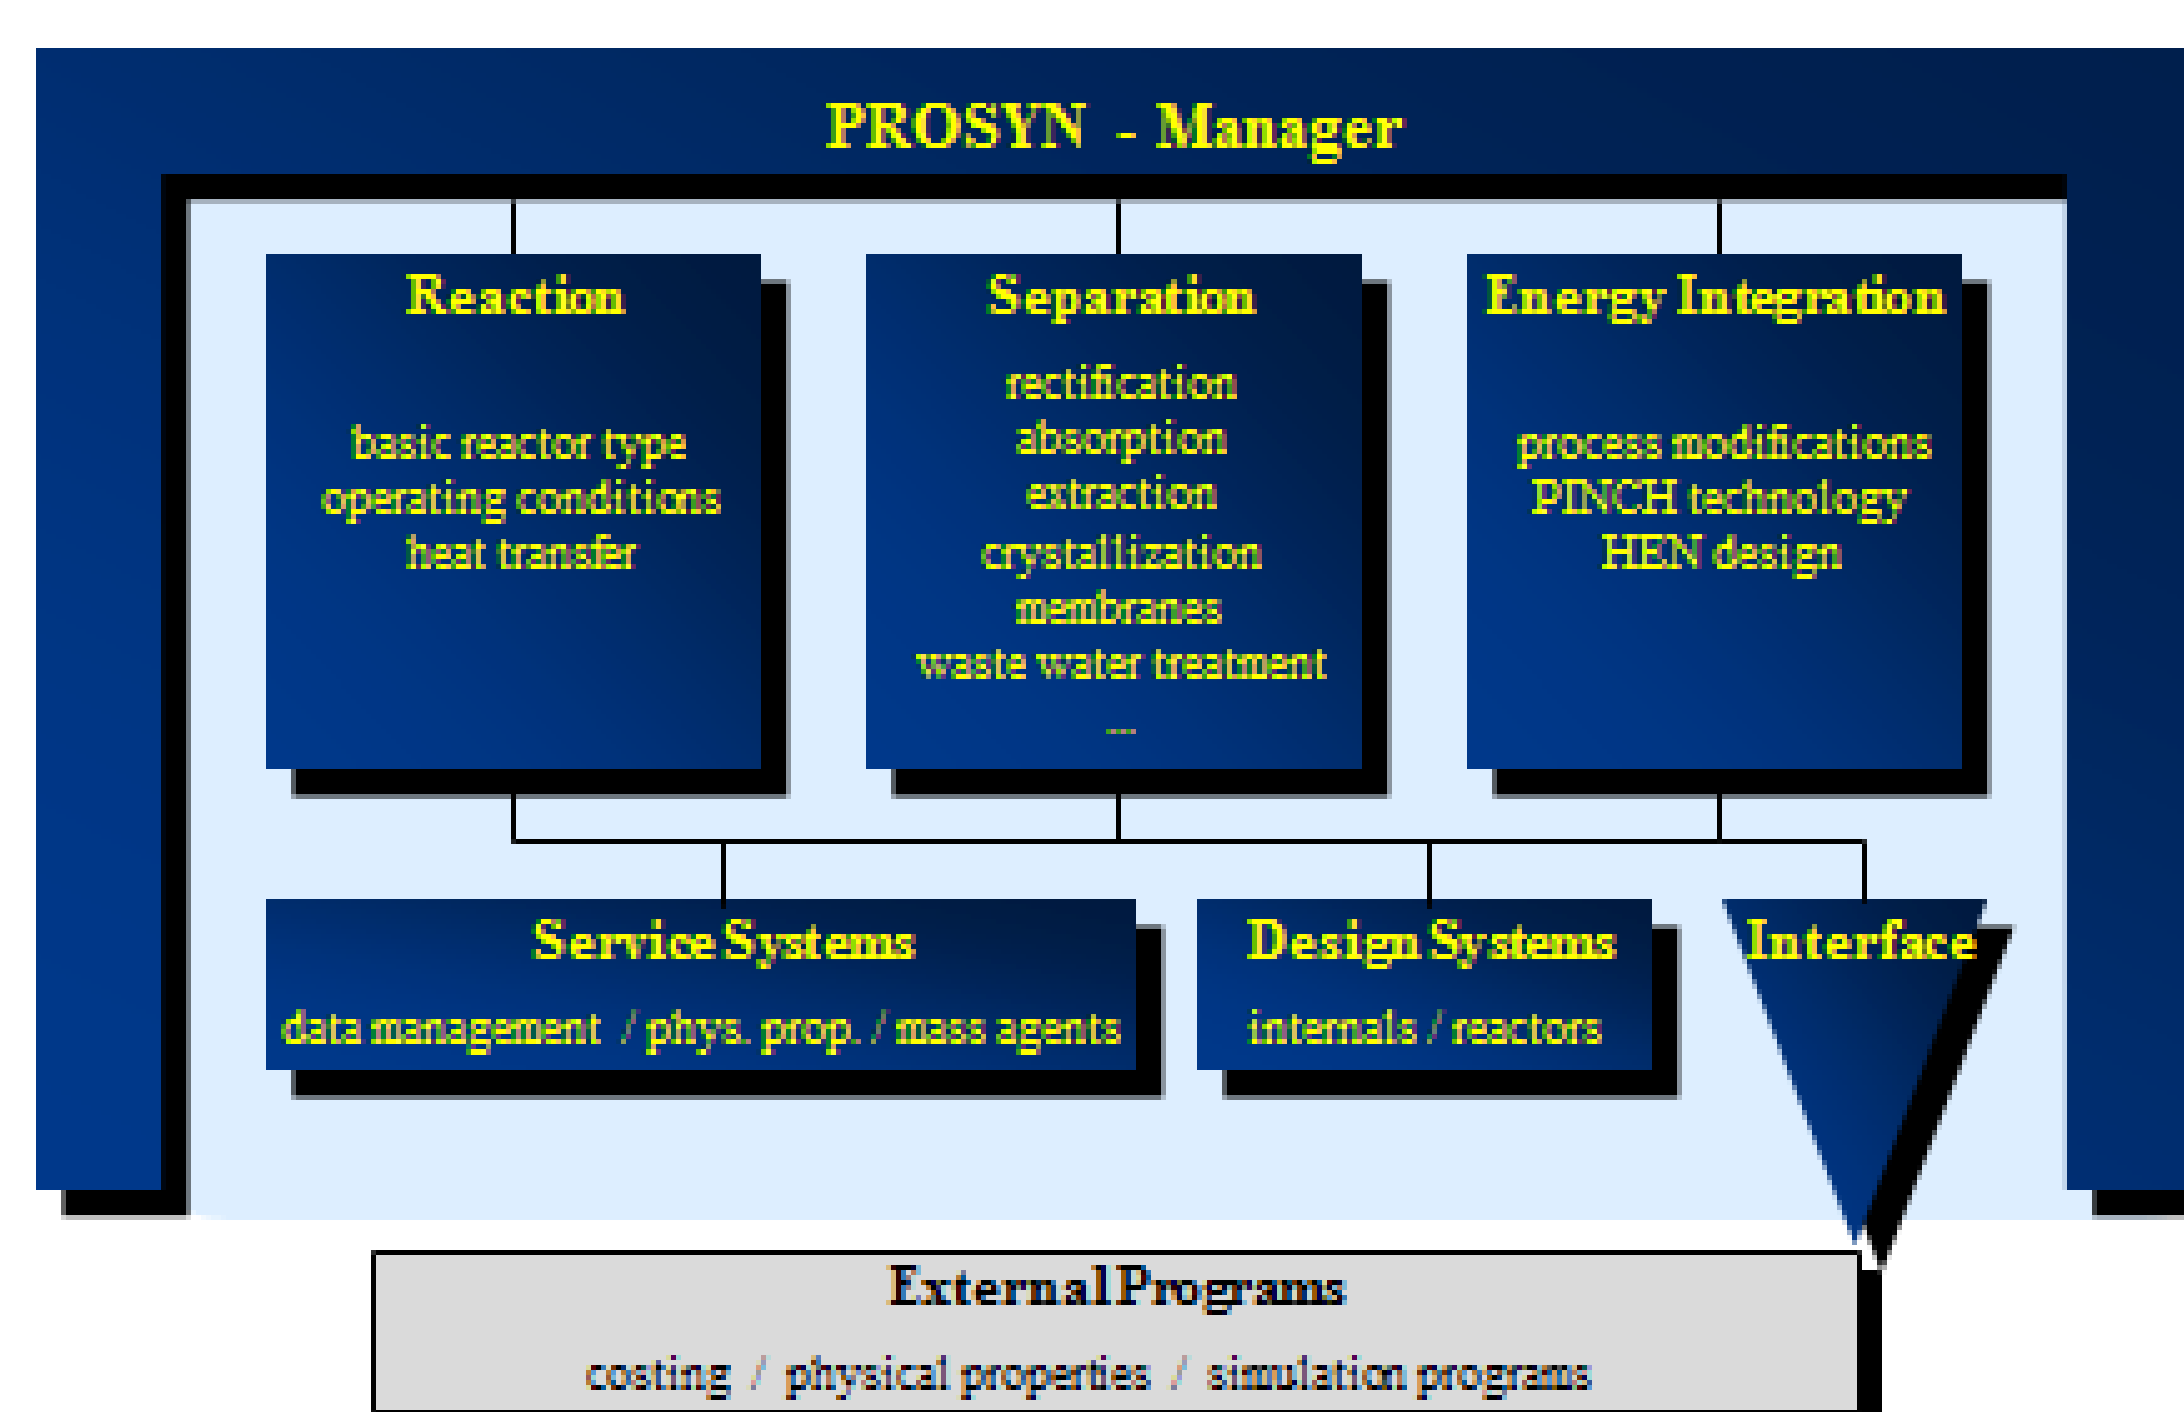 PROSYN - Manager
Reaction
basic reactor type
operating conditions
heat transfer
Separation
rectification
absorption
extraction
crystallization
membranes
waste water treatment
...
Energy Integration
process modifications
PINCH technology
HEN design
Service Systems
data management / phys. prop. / mass agents
Design Systems
internals / reactors
Interface
External Programs
costing / physical properties / simulation programs